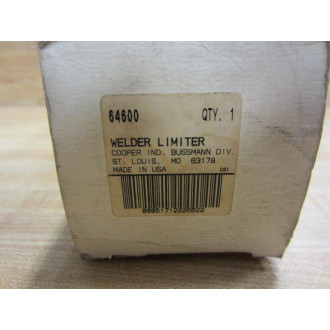 64600 QTY. 1
WELDER LIMITER
COOPER IND. BUSSMANN DIV.
ST. LOUIS, MO 63178
MADE IN USA